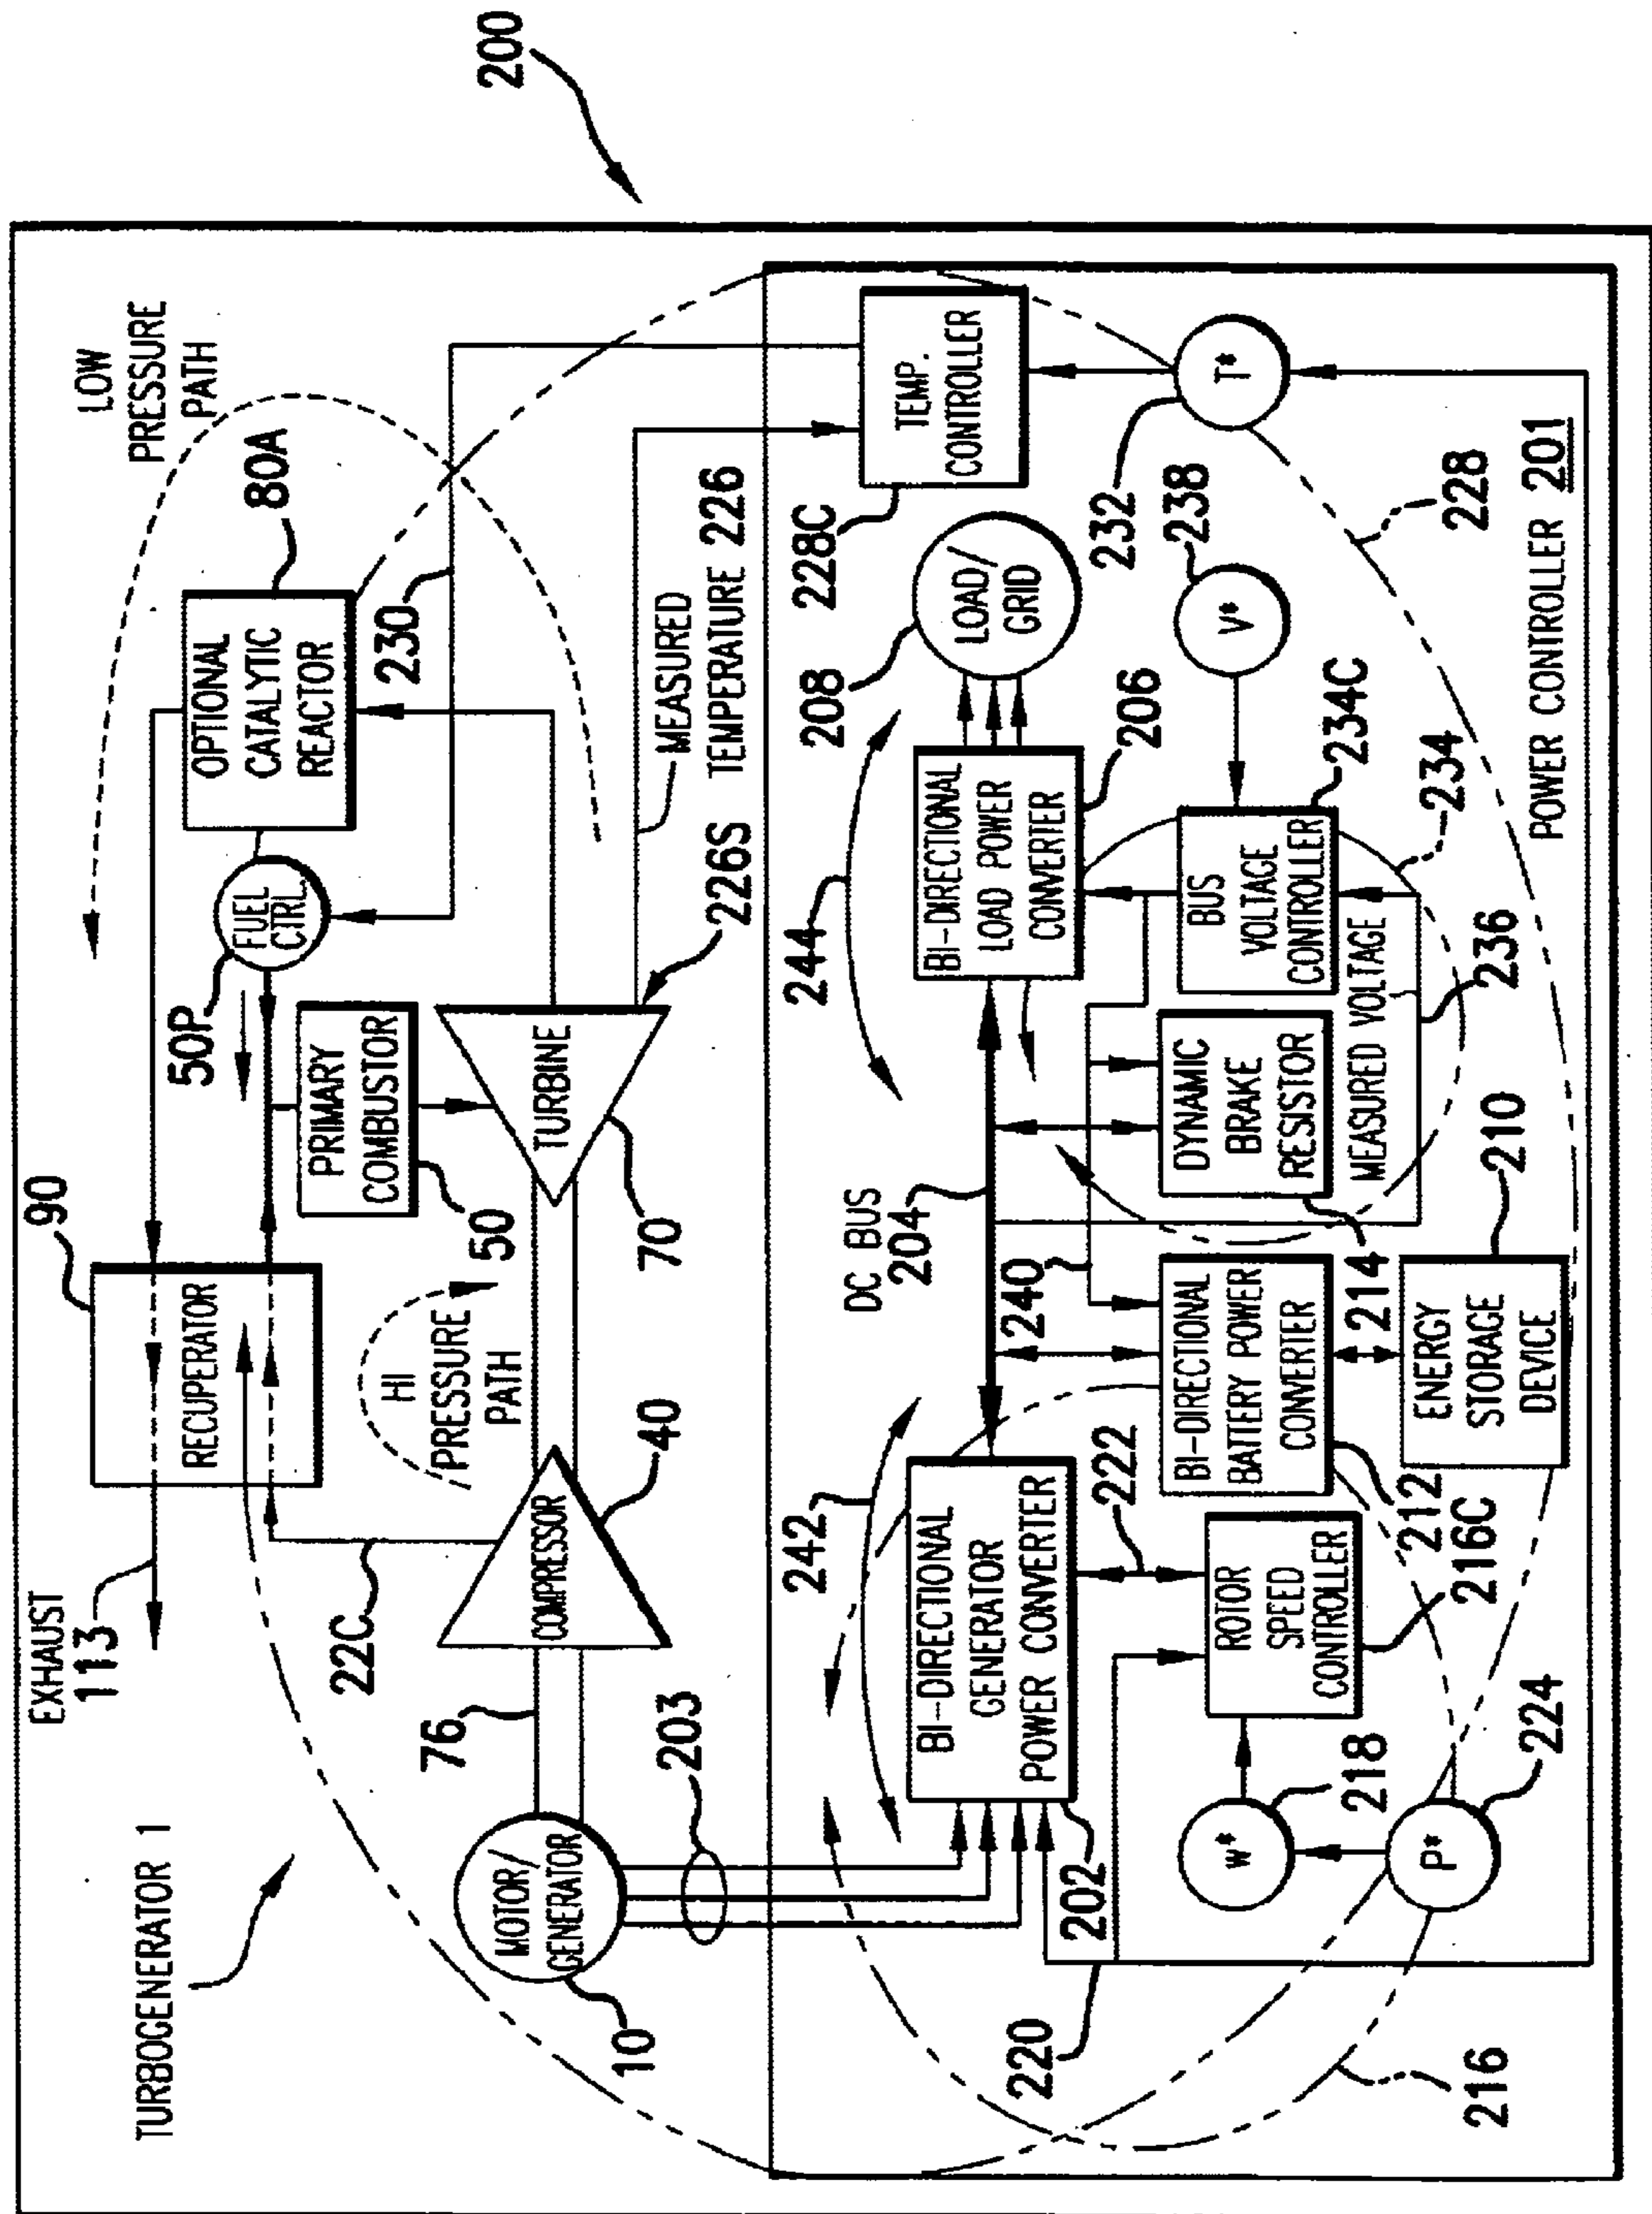 200
TURBOGENERATOR 1
EXHAUST
113
90
RECUPERATOR
22C
HI
PRESSURE
PATH
50P
FUEL
CTRL
OPTIONAL
CATALYTIC
REACTOR
80A
LOW
PRESSURE
PATH
230
PRIMARY
COMBUSTOR
50
MOTOR/
GENERATOR
10
76
203
COMPRESSOR
40
TURBINE
70
226S
MEASURED
TEMPERATURE 226
242
BI-DIRECTIONAL
GENERATOR
POWER CONVERTER
202
222
DC BUS
204
240
244
BI-DIRECTIONAL
LOAD POWER
CONVERTER
206
208
LOAD/
GRID
228C
TEMP.
CONTROLLER
220
w*
218
ROTOR
SPEED
CONTROLLER
216C
BI-DIRECTIONAL
BATTERY POWER
CONVERTER
212
214
DYNAMIC
BRAKE
RESISTOR
214
BUS
VOLTAGE
CONTROLLER
234C
V*
238
T*
232
216
P*
224
ENERGY
STORAGE
DEVICE
210
MEASURED VOLTAGE
236
234
228
POWER CONTROLLER 201